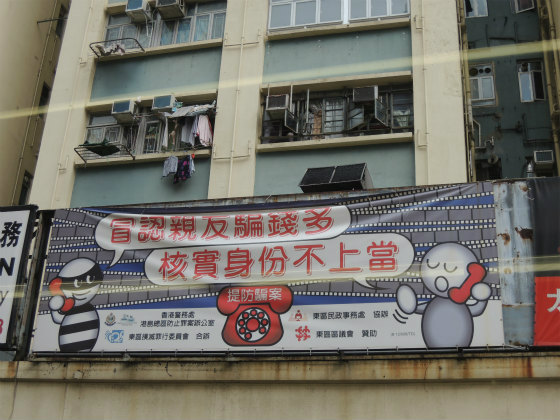 冒認親友騙錢多
核實身份不上當
提防騙案
香港警務處
港島總區防止罪案辦公室
東區撲滅罪行委員會 合辦
東區民政事務處 協辦
東區區議會 贊助
務
N